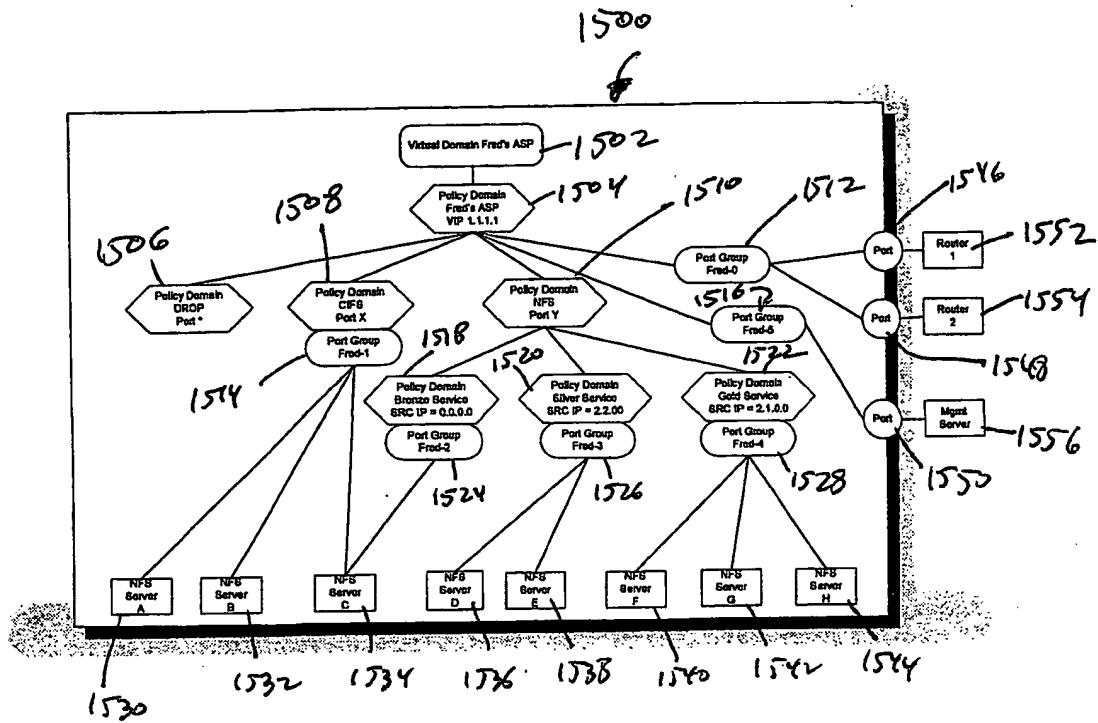 1500
Virtual Domain Fred's ASP
1502
Policy Domain
Fred's ASP
VIP 1.1.1.1
1504
1510
1512
1546
1508
1506
Policy Domain
DROP
Port *
Policy Domain
CIFS
Port X
Port Group
Fred-1
1514
Policy Domain
NFS
Port Y
Port Group
Fred-0
1516
Port Group
Fred-5
Port
Router
1
1552
Port
Router
2
1554
1548
1518
Policy Domain
Bronze Service
SRC IP = 0.0.0.0
Port Group
Fred-2
1524
1520
Policy Domain
Silver Service
SRC IP = 2.2.00
Port Group
Fred-3
1526
1522
Policy Domain
Gold Service
SRC IP = 2.1.0.0
Port Group
Fred-4
1528
Port
Mgmt
Server
1556
1550
NFS
Server
A
NFS
Server
B
NFS
Server
C
NFS
Server
D
NFS
Server
E
NFS
Server
F
NFS
Server
G
NFS
Server
H
1530
1532
1534
1536
1538
1540
1542
1544